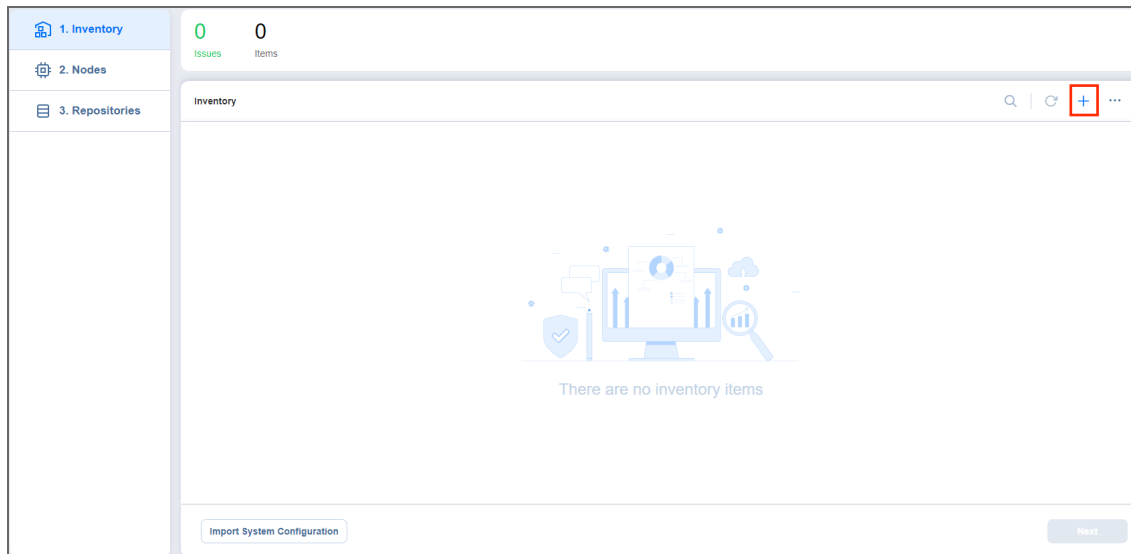 1. Inventory
2. Nodes
3. Repositories
0 0
Issues Items
Inventory
There are no inventory items
Import System Configuration
Next